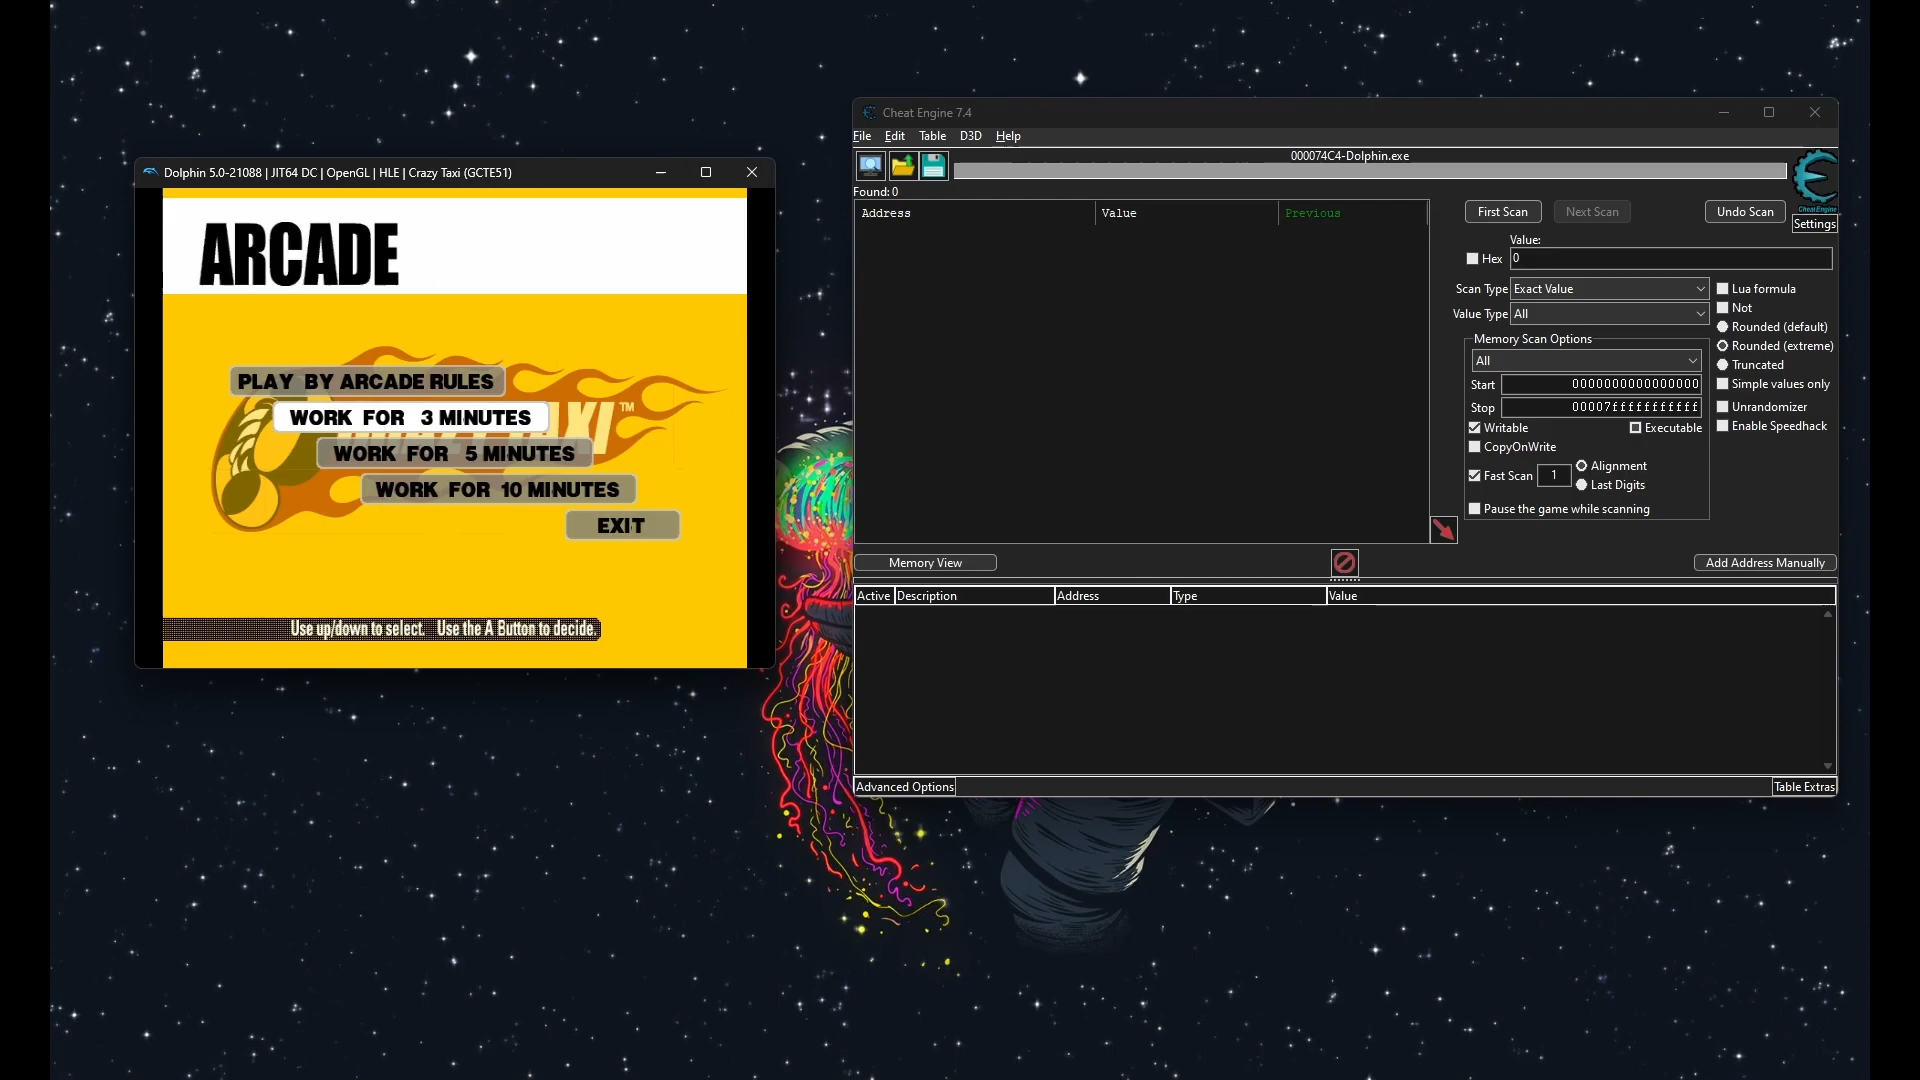 Dolphin 5.0-21088 | JIT64 DC | OpenGL | HLE | Crazy Taxi (GCTE51)
ARCADE
PLAY BY ARCADE RULES
WORK FOR 3 MINUTES
WORK FOR 5 MINUTES
WORK FOR 10 MINUTES
EXIT
TM
Use up/down to select. Use the A Button to decide.
Cheat Engine 7.4
File Edit Table D3D Help
000074C4-Dolphin.exe
Found: 0
Cheat Engine
Settings
Address Value Previous
First Scan Next Scan Undo Scan
Value:
Hex 0
Scan Type Exact Value
Value Type All
Lua formula
Not
Rounded (default)
Rounded (extreme)
Truncated
Simple values only
Unrandomizer
Enable Speedhack
Memory Scan Options
All
Start 0000000000000000
Stop 00007fffffffffff
Writable Executable
CopyOnWrite
Fast Scan 1 Alignment
Last Digits
Pause the game while scanning
Memory View
Add Address Manually
Active Description Address Type Value
Advanced Options
Table Extras